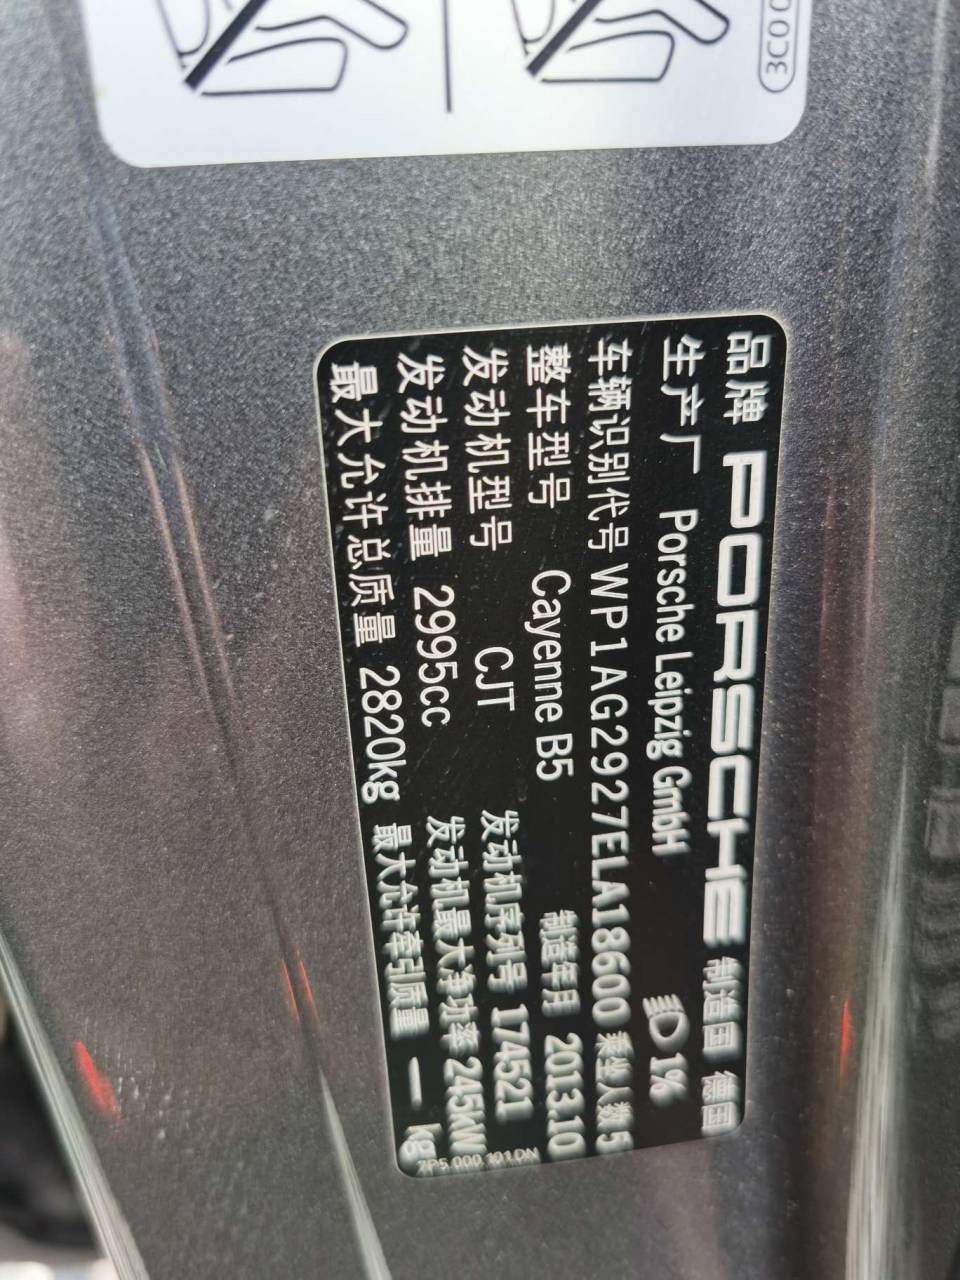 3C00
品牌 PORSCHE 制造国 德国
生产厂 Porsche Leipzig GmbH 1%
车辆识别代号 WP1AG2927ELA18600 乘坐人数 5
整车型号 Cayenne B5 制造年月 2013.10
发动机型号 CJT 发动机序列号 174521
发动机排量 2995cc 发动机最大净功率 245KW
最大允许总质量 2820kg 最大允许牵引质量 — kg
7P5.000.101.DN